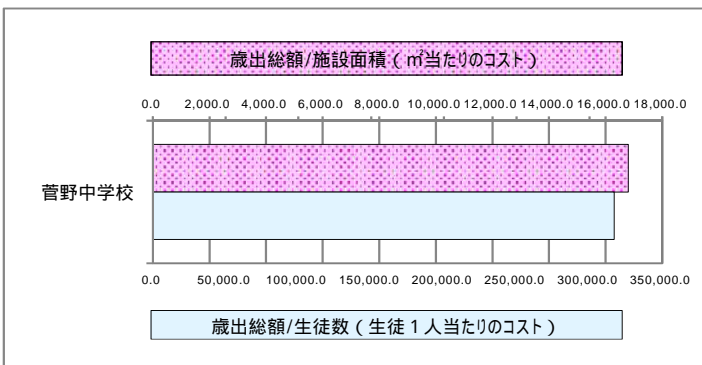 歳出総額/施設面積（㎡当たりのコスト）
0.0 2,000.0 4,000.0 6,000.0 8,000.0 10,000.0 12,000.0 14,000.0 16,000.0 18,000.0
菅野中学校
0.0 50,000.0 100,000.0 150,000.0 200,000.0 250,000.0 300,000.0 350,000.0
歳出総額/生徒数（生徒１人当たりのコスト）